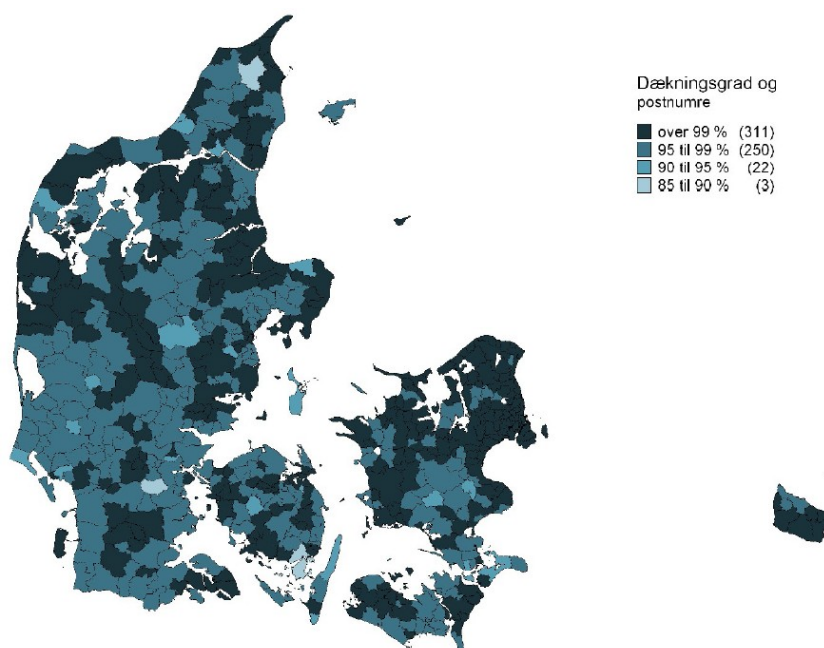 Dækningsgrad og
postnumre
over 99 % (311)
95 til 99 % (250)
90 til 95 % (22)
85 til 90 % (3)